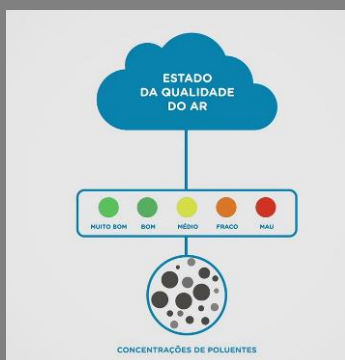 ESTADO
DA QUALIDADE
DO AR
MUITO BOM BOM MÉDIO FRACO MAU
CONCENTRAÇÕES DE POLUENTES